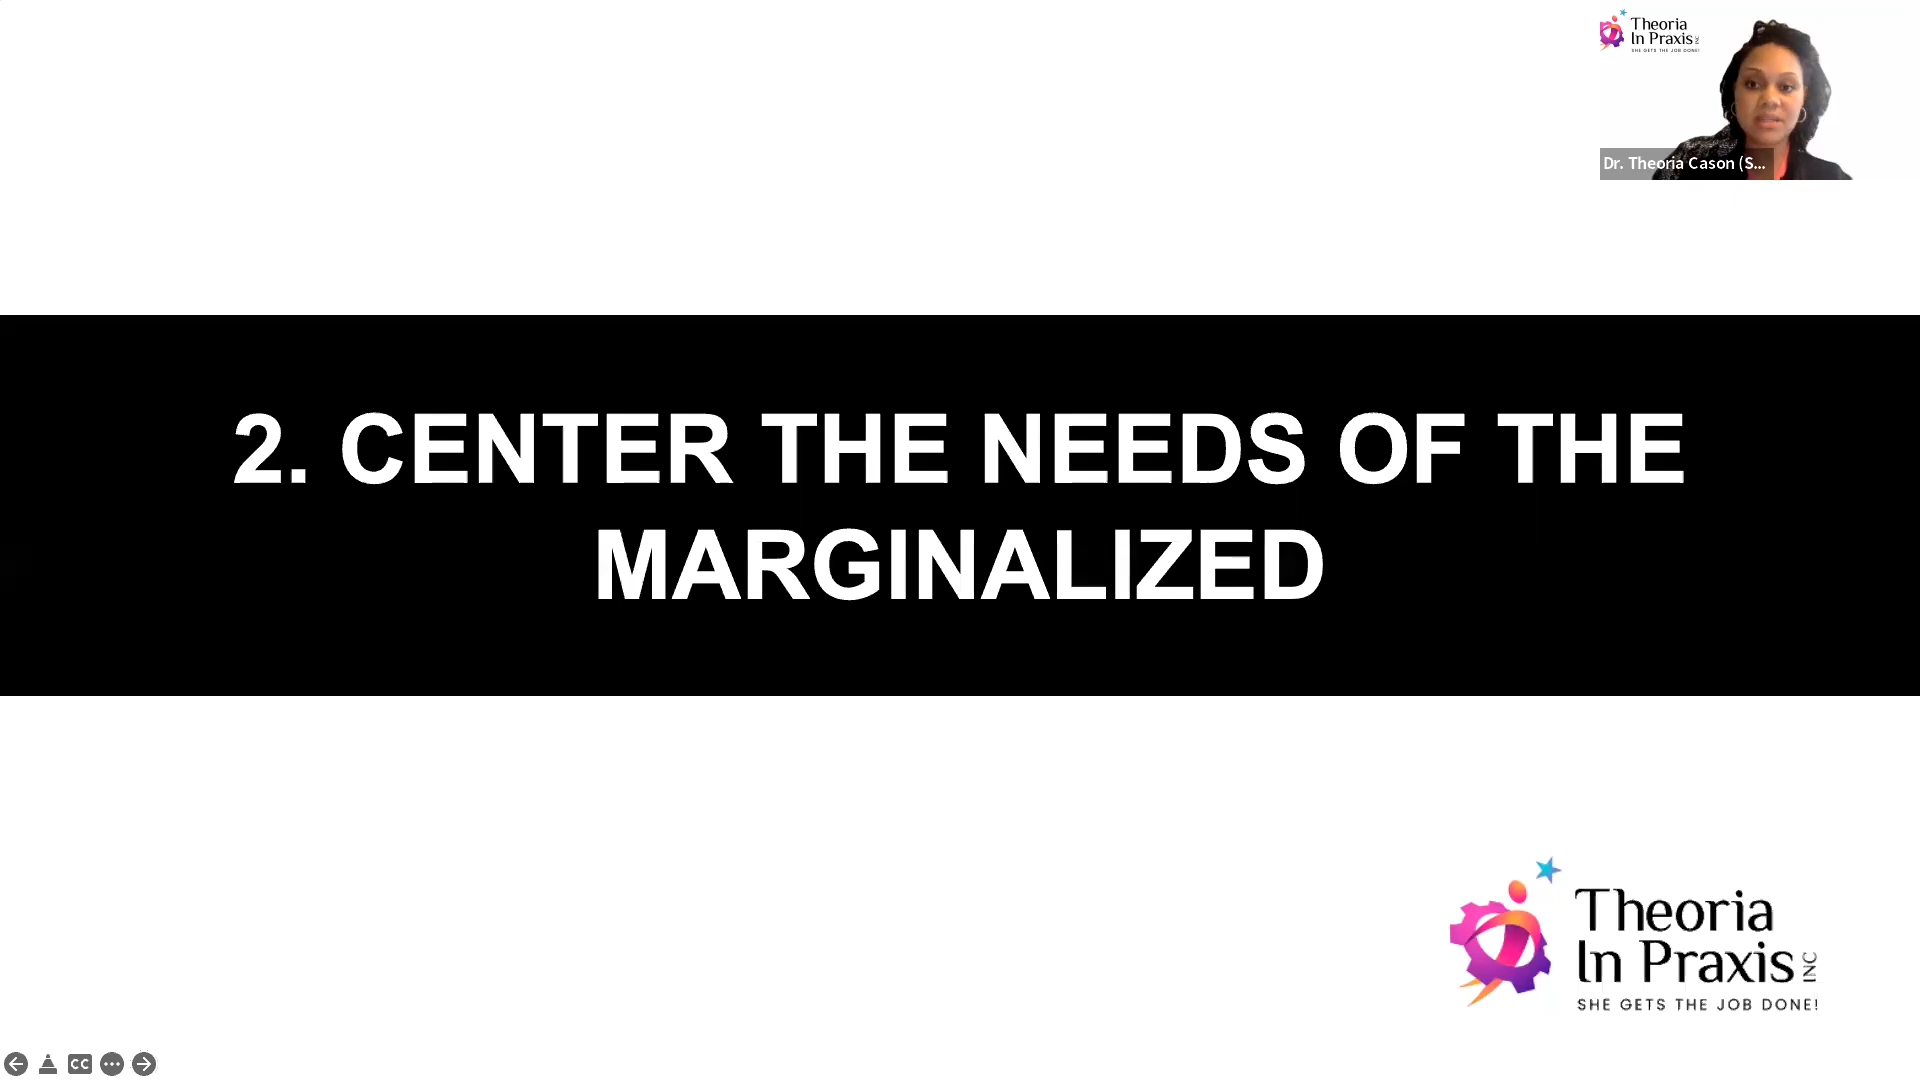 Theoria
In Praxis INC
SHE GETS THE JOB DONE!
Dr. Theoria Cason (S...
2. CENTER THE NEEDS OF THE
MARGINALIZED
Theoria
In Praxis INC
SHE GETS THE JOB DONE!
CC